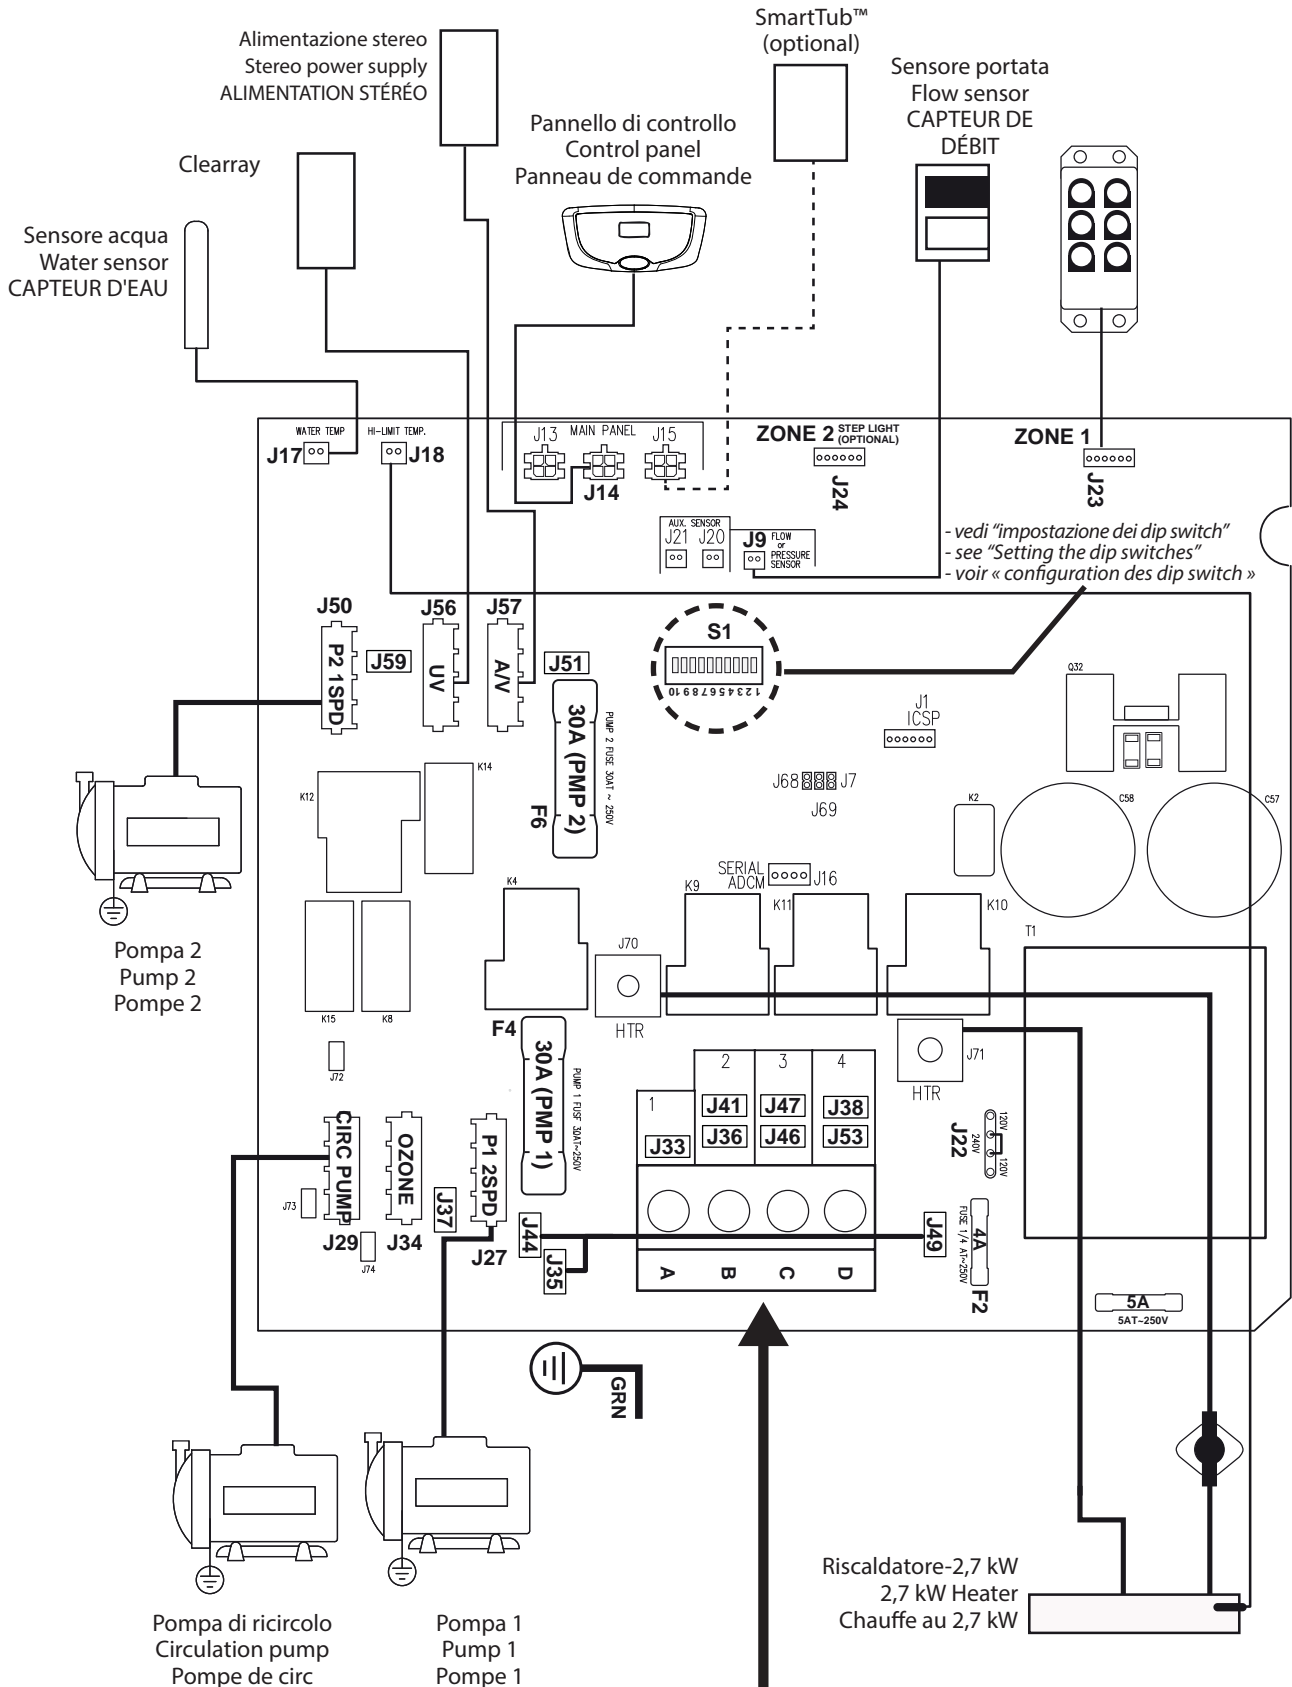 SmartTub™
(optional)
Alimentazione stereo
Stereo power supply
ALIMENTATION STÉRÉO
Sensore portata
Flow sensor
CAPTEUR DE
DÉBIT
Pannello di controllo
Control panel
Panneau de commande
Clearray
Sensore acqua
Water sensor
CAPTEUR D'EAU
WATER TEMP
J17
HI-LIMIT TEMP.
J18
J13 MAIN PANEL J15
J14
ZONE 2 STEP LIGHT
(OPTIONAL)
J24
ZONE 1
J23
AUX. SENSOR
J21 J20
J9 FLOW
or
PRESSURE
SENSOR
- vedi “impostazione dei dip switch”
- see “Setting the dip switches”
- voir « configuration des dip switch »
J50
P2 1SPD
J59
J56
UV
J57
A/V
J51
S1
12345678910
30A (PMP 2)
F6
PUMP 2 FUSE 30AT ~ 250V
J1
ICSP
Q32
K12
K14
J68 J7
J69
K2
C58
C57
SERIAL
ADCM J16
K4
K9
K11
K10
T1
J70
HTR
K15
K8
J71
HTR
F4
30A (PMP 1)
PUMP 1 FUSE 30AT~250V
J72
Pompa 2
Pump 2
Pompe 2
1
2
3
4
J33
J41
J36
J47
J46
J38
J53
J22
120V
240V
120V
CIRC PUMP
OZONE
P1 2SPD
J73
J29
J74
J34
J37
J27
J44
J35
J49
4A
FUSE 1/4 AT~250V
F2
A
B
C
D
5A
5AT~250V
GRN
Riscaldatore-2,7 kW
2,7 kW Heater
Chauffe au 2,7 kW
Pompa di ricircolo
Circulation pump
Pompe de circ
Pompa 1
Pump 1
Pompe 1